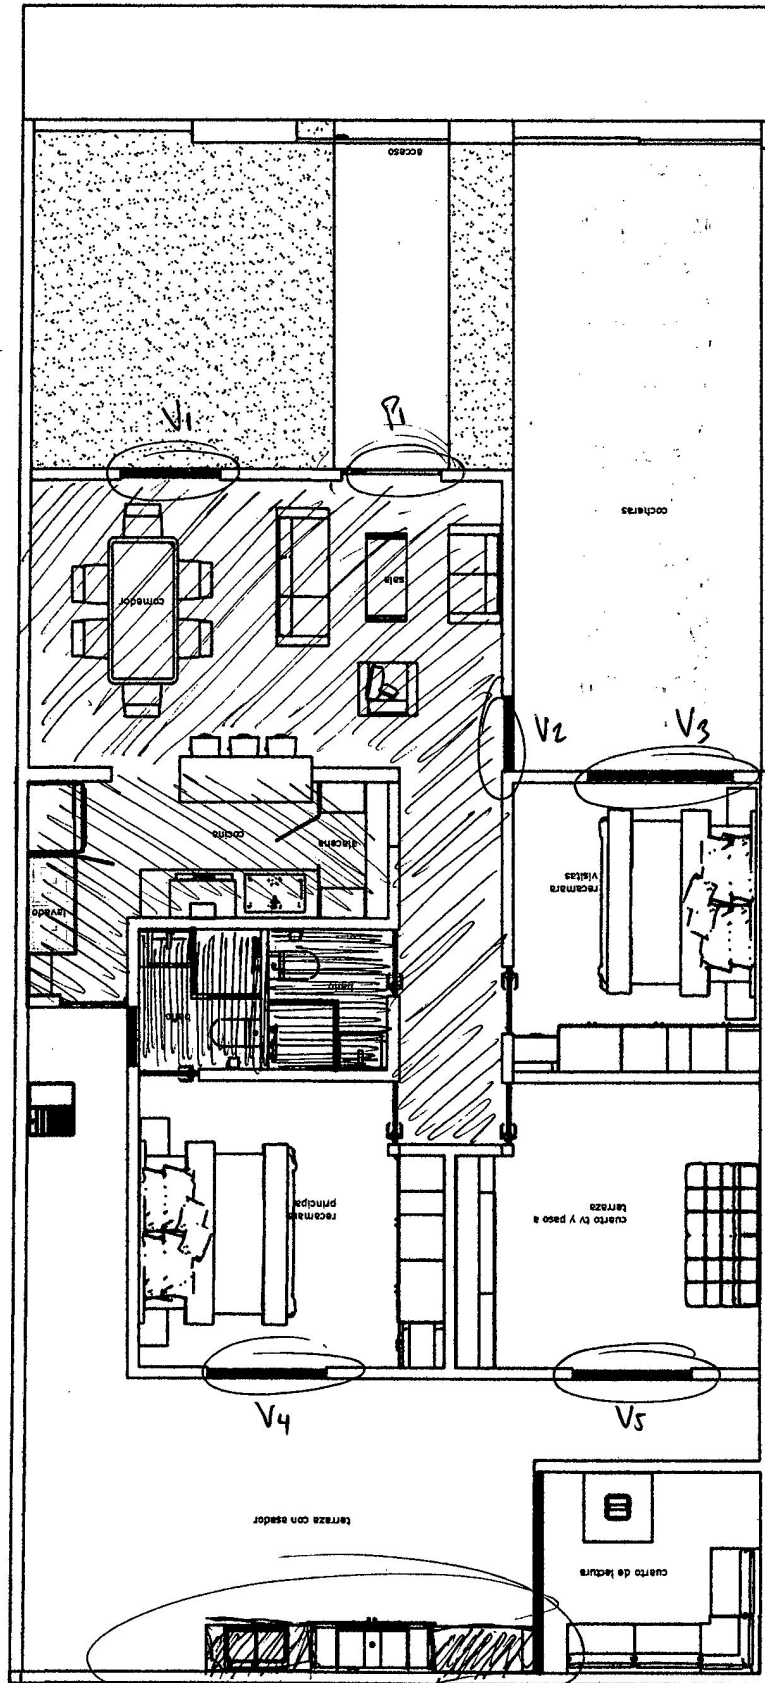 acceso
V1
P1
cocheras
sala
comedor
V2
V3
cocina
alacena
recamara
visitas
lavado
baño
baño
recamara
principal
cuarto tv y paso a
terraza
V4
V5
terraza con asador
cuarto de lectura